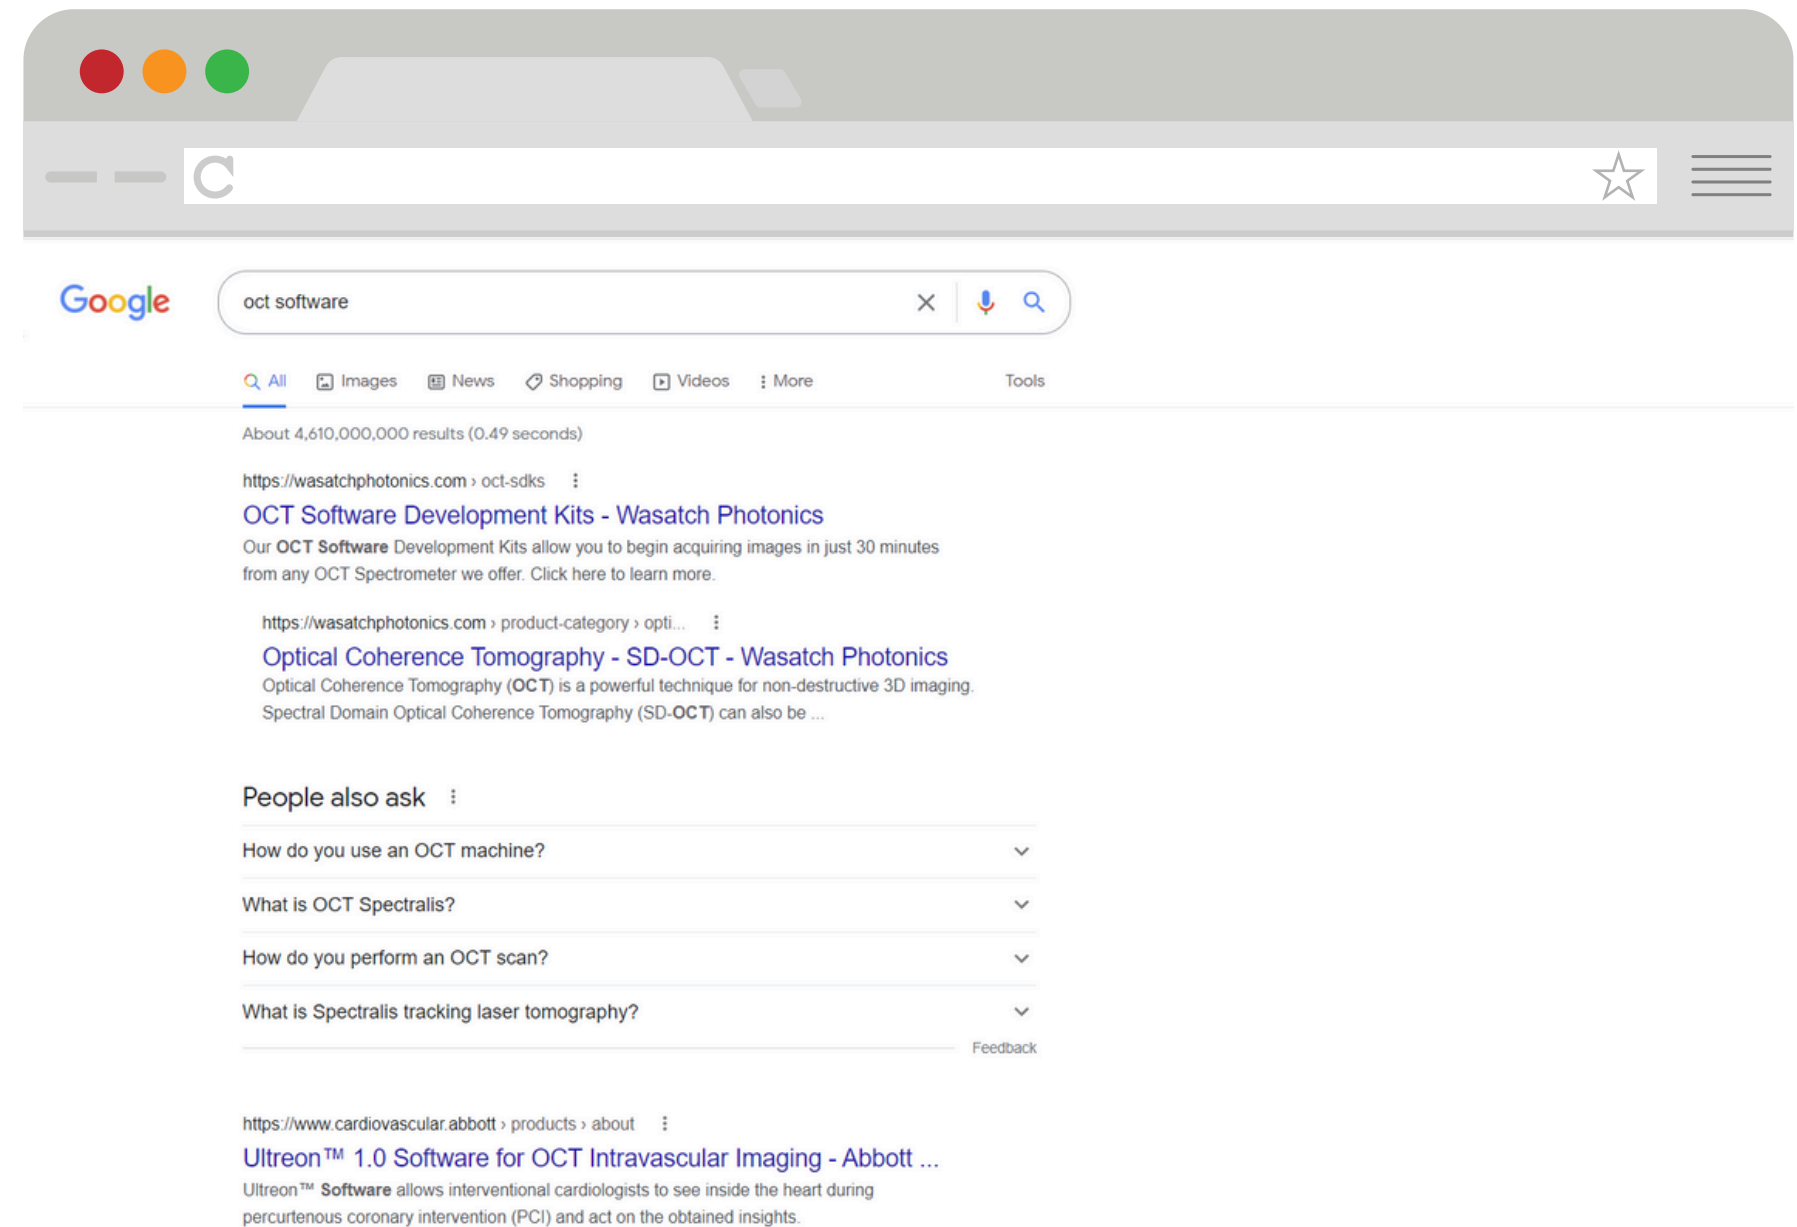 Google
oct software
All Images News Shopping Videos More Tools
About 4,610,000,000 results (0.49 seconds)
https://wasatchphotonics.com › oct-sdks
OCT Software Development Kits - Wasatch Photonics
Our OCT Software Development Kits allow you to begin acquiring images in just 30 minutes
from any OCT Spectrometer we offer. Click here to learn more.
https://wasatchphotonics.com › product-category › opti...
Optical Coherence Tomography - SD-OCT - Wasatch Photonics
Optical Coherence Tomography (OCT) is a powerful technique for non-destructive 3D imaging.
Spectral Domain Optical Coherence Tomography (SD-OCT) can also be ...
People also ask
How do you use an OCT machine?
What is OCT Spectralis?
How do you perform an OCT scan?
What is Spectralis tracking laser tomography?
Feedback
https://www.cardiovascular.abbott › products › about
Ultreon™ 1.0 Software for OCT Intravascular Imaging - Abbott ...
Ultreon™ Software allows interventional cardiologists to see inside the heart during
percurtenous coronary intervention (PCI) and act on the obtained insights.